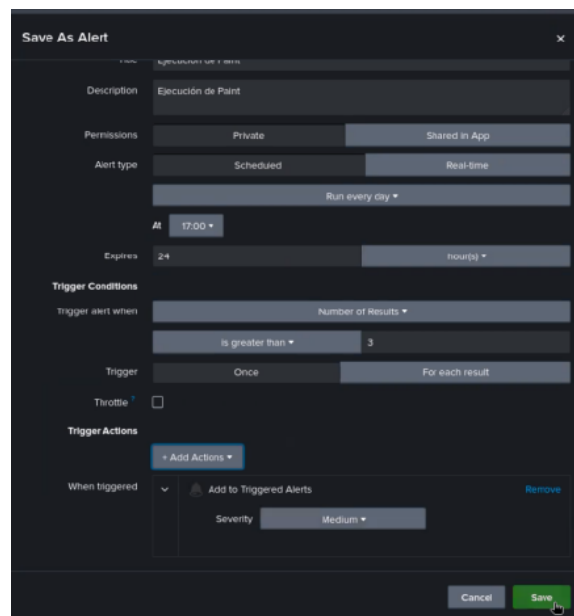 Save As Alert ×
Ejecución de Paint
Description Ejecución de Paint
Permissions Private Shared in App
Alert type Scheduled Real-time
Run every day
At 17:00
Expires 24 hour(s)
Trigger Conditions
Trigger alert when Number of Results
is greater than 3
Trigger Once For each result
Throttle ?
Trigger Actions
+ Add Actions
When triggered Add to Triggered Alerts Remove
Severity Medium
Cancel Save